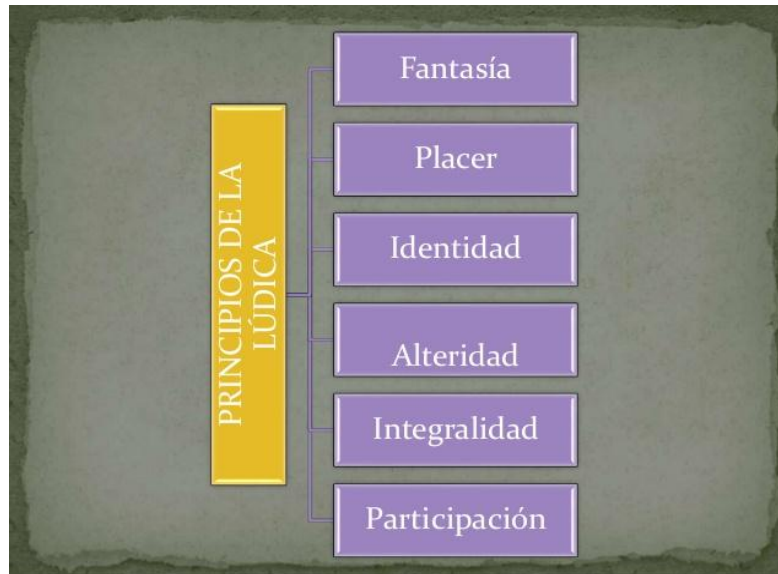 PRINCIPIOS DE LA
LÚDICA
Fantasía
Placer
Identidad
Alteridad
Integralidad
Participación